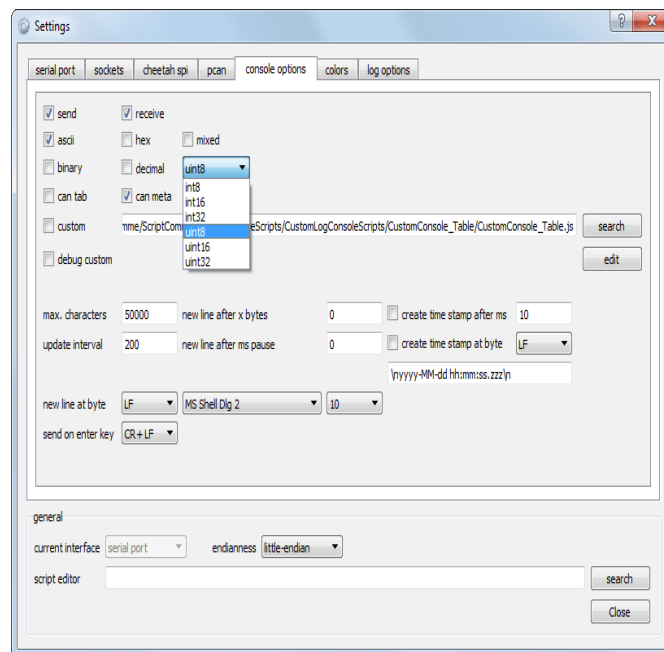 Settings
serial port sockets cheetah spi pcan console options colors log options
send receive
ascii hex mixed
binary decimal uint8
int8
can tab can meta int16
int32
custom mme/ScriptCom uint8 eScripts/CustomLogConsoleScripts/CustomConsole_Table/CustomConsole_Table.js search
uint16
debug custom uint32 edit
max. characters 50000 new line after x bytes 0 create time stamp after ms 10
update interval 200 new line after ms pause 0 create time stamp at byte LF
\nyyyy-MM-dd hh:mm:ss.zzz\n
new line at byte LF MS Shell Dlg 2 10
send on enter key CR+LF
general
current interface serial port endianness little-endian
script editor search
Close